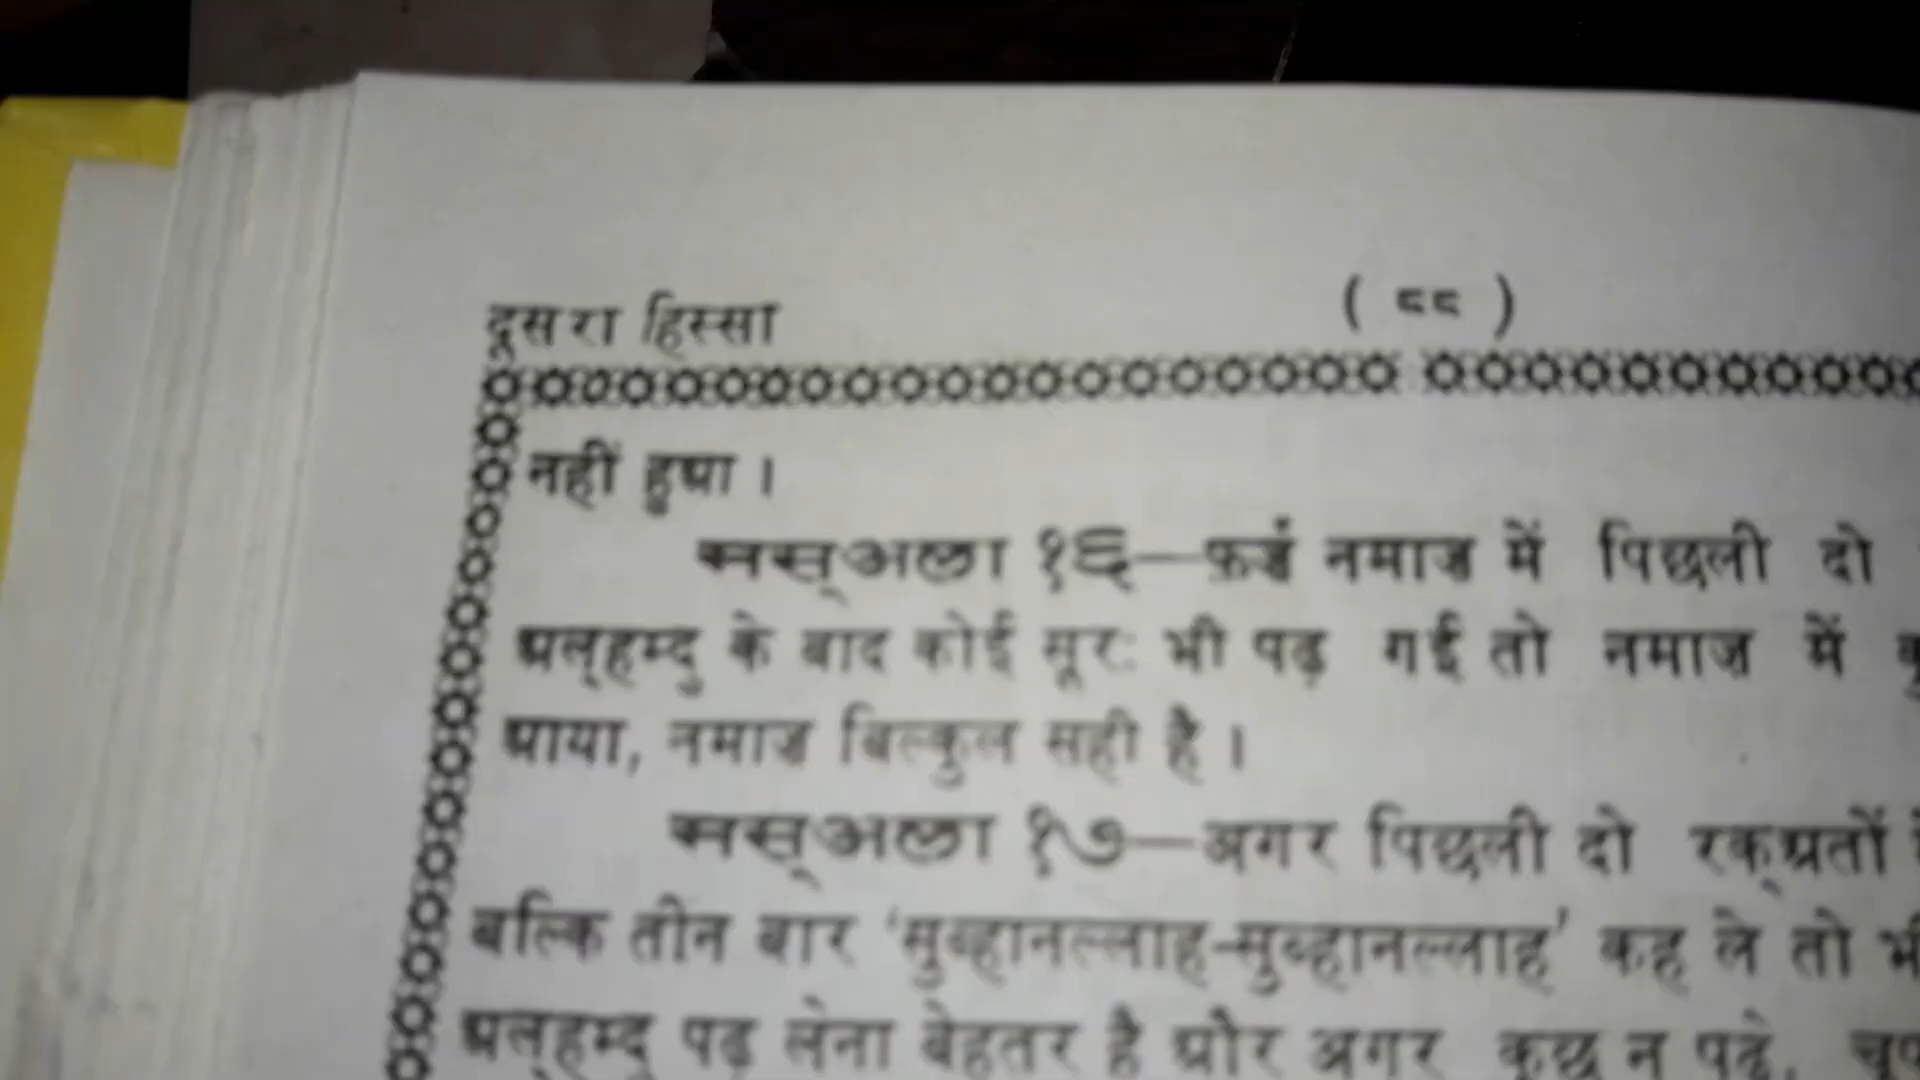 दूसरा हिस्सा ( ८८ )
नहीं हुआ ।
मस्अला १६—फ़र्ज़ नमाज़ में पिछली दो
अल्हम्दु के बाद कोई सूरः भी पढ़ गई तो नमाज़ में
आया, नमाज़ बिल्कुल सही है ।
मस्अला १७—अगर पिछली दो रक्अतों
बल्कि तीन बार ‘सुब्हानल्लाह-सुब्हानल्लाह’ कह ले तो भी
अल्हम्दु पढ़ लेना बेहतर है और अगर कुछ न पढ़े,